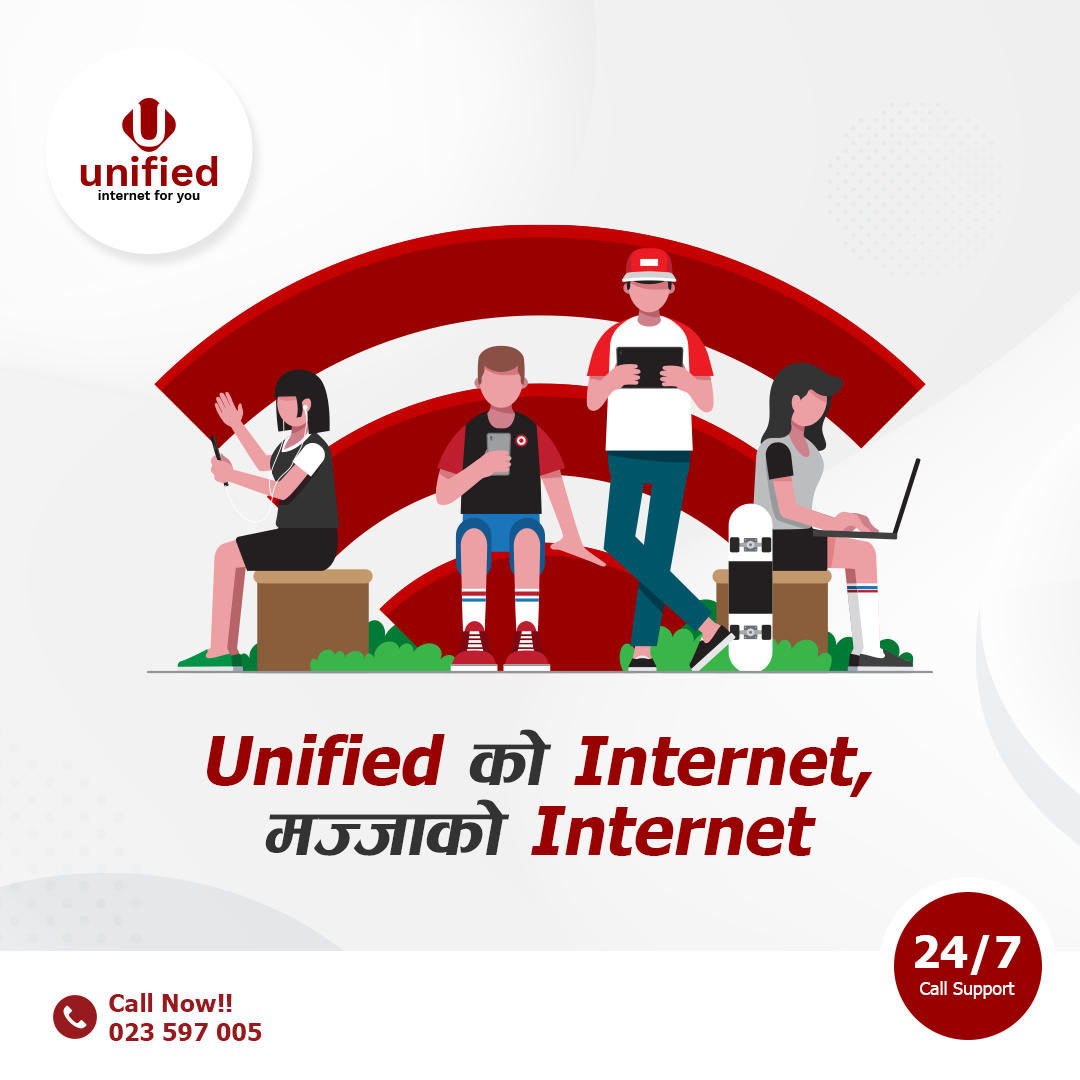 U
unified
internet for you
Unified को Internet,
मज्जाको Internet
24/7
Call Support
Call Now!!
023 597 005